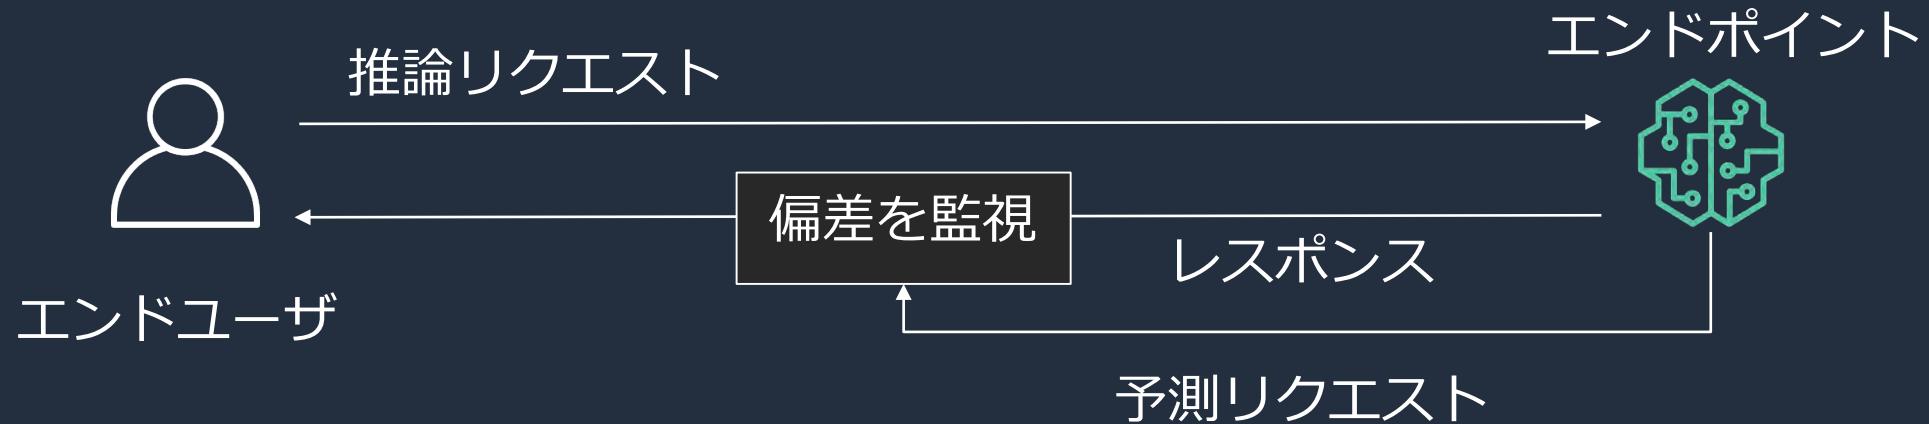 エンドポイント
推論リクエスト
偏差を監視
レスポンス
エンドユーザ
予測リクエスト